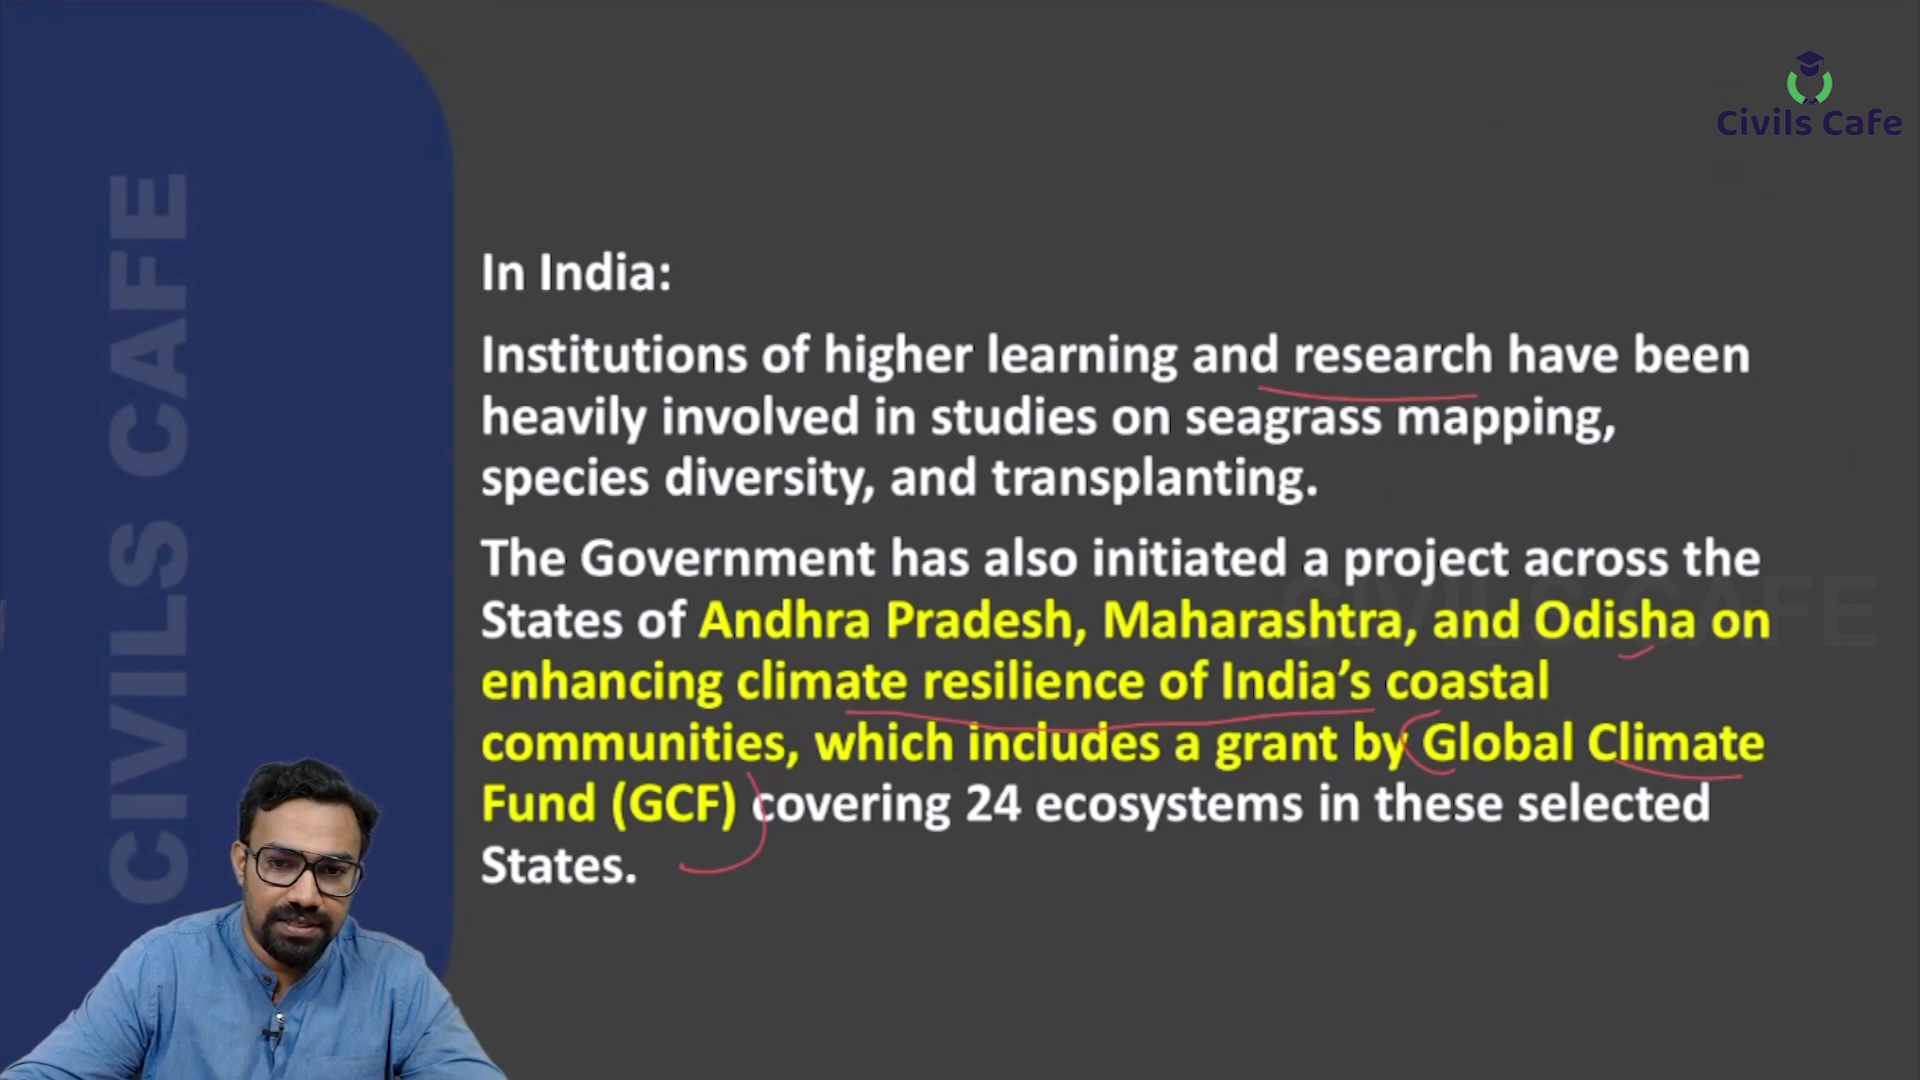 Civils Cafe
CIVILS CAFE
In India:
Institutions of higher learning and research have been
heavily involved in studies on seagrass mapping,
species diversity, and transplanting.
The Government has also initiated a project across the
States of Andhra Pradesh, Maharashtra, and Odisha on
enhancing climate resilience of India’s coastal
communities, which includes a grant by Global Climate
Fund (GCF) covering 24 ecosystems in these selected
States.
CIVILS CAFE